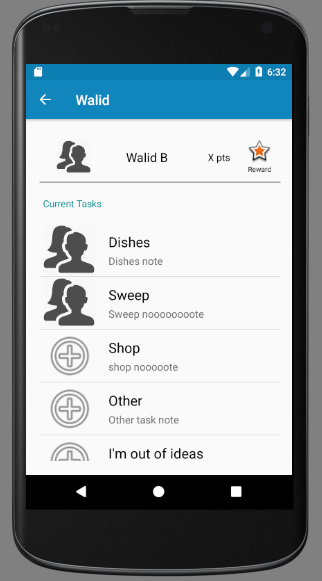 6:32
Walid
Walid B
X pts
Reward
Current Tasks
Dishes
Dishes note
Sweep
Sweep noooooooote
Shop
shop nooooote
Other
Other task note
I'm out of ideas